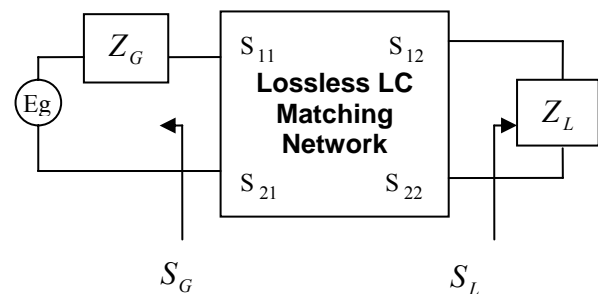 Z_G
Eg
S_11 S_12
Lossless LC
Matching
Network
Z_L
S_21 S_22
S_G S_L